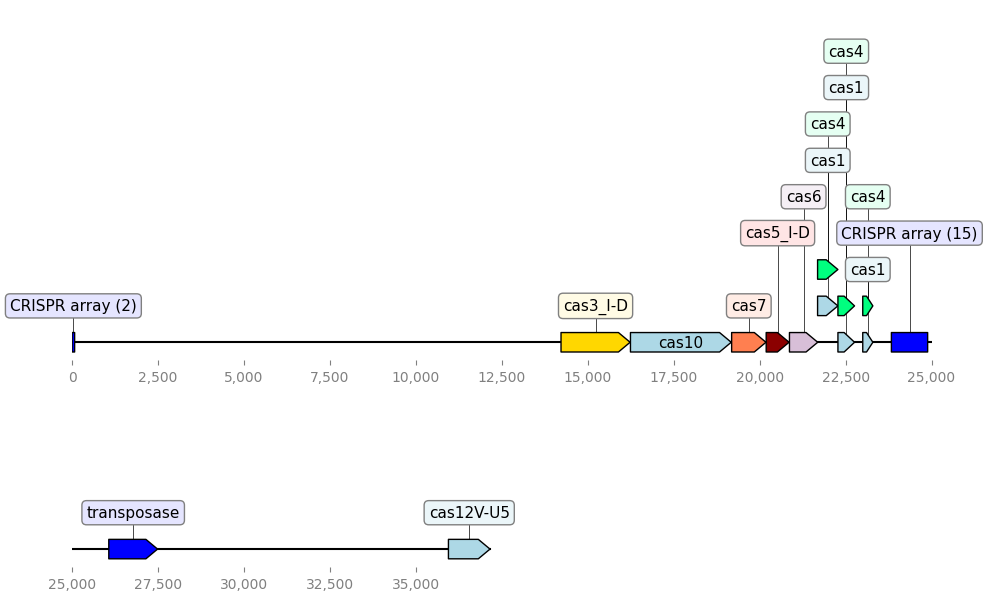 cas4
cas1
cas4
cas1
cas6
cas4
cas5_I-D
CRISPR array (15)
cas1
CRISPR array (2)
cas3_I-D
cas7
cas10
0
2,500
5,000
7,500
10,000
12,500
15,000
17,500
20,000
22,500
25,000
transposase
cas12V-U5
25,000
27,500
30,000
32,500
35,000